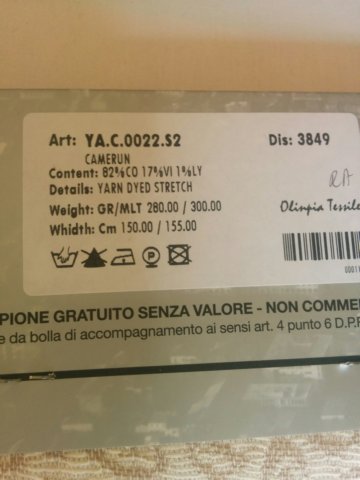 Art: YA.C.0022.S2 Dis: 3849
CAMERUN
Content: 82%CO 17%VI 1%LY
Details: YARN DYED STRETCH
Weight: GR/MLT 280.00 / 300.00
Olinpia Tessile
Whidth: Cm 150.00 / 155.00
PIONE GRATUITO SENZA VALORE - NON COMME
e da bolla di accompagnamento ai sensi art. 4 punto 6 D.P.